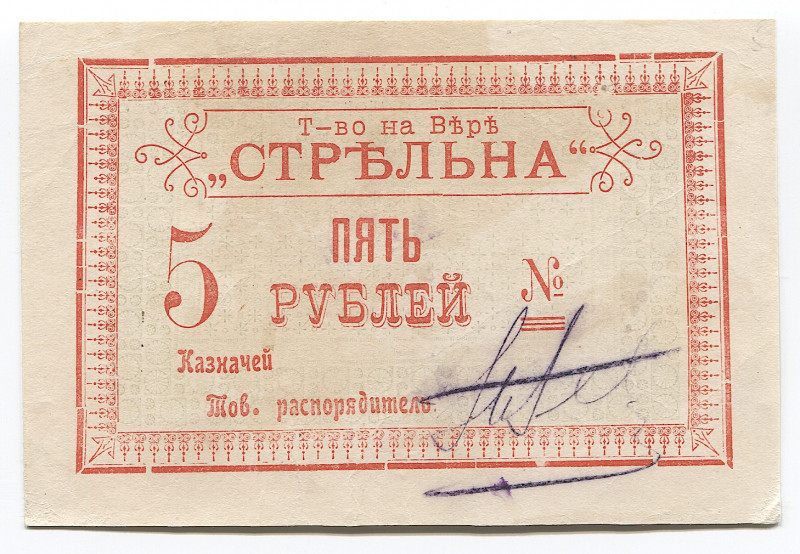 Т-во на Вѣрѣ
„СТРѢЛЬНА“
5
ПЯТЬ
РУБЛЕЙ
№
Казначей
Тов. распорядитель